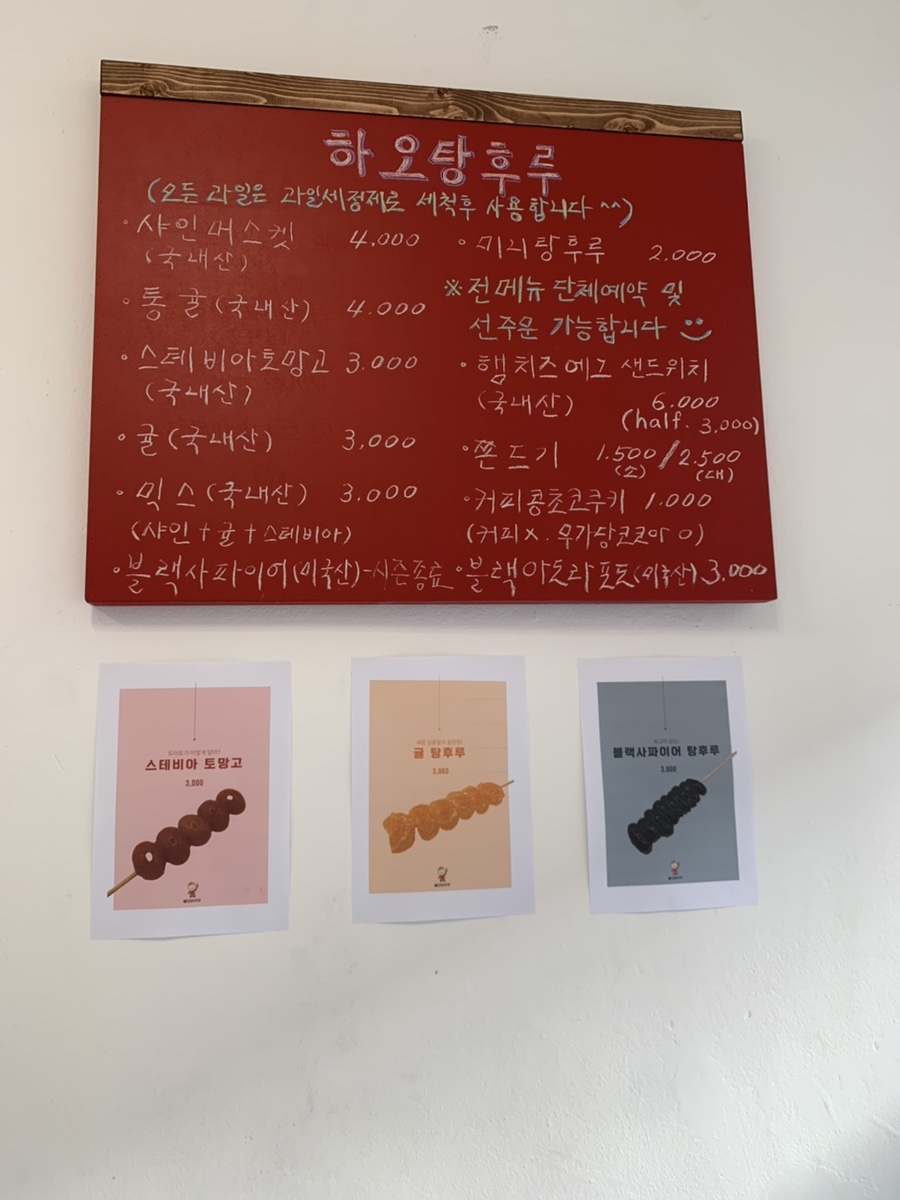 하오탕후루
(모든 과일은 과일세정제로 세척후 사용합니다 ^^)
· 샤인머스켓 4,000
(국내산)
· 통귤(국내산) 4.000
· 스테비아토망고 3.000
(국내산)
· 귤(국내산) 3,000
· 믹스(국내산) 3.000
(샤인+귤+스테비아)
· 블랙사파이어(미국산)-시즌종료
· 미니탕후루 2.000
※전메뉴 단체예약 및
선주문 가능합니다
· 햄치즈에그 샌드위치
(국내산) 6.000
(half. 3,000)
· 쫀드기 1.500/2.500
(소) (대)
· 커피콩초코쿠키 1.000
(커피X. 무가당코코아 O)
· 블랙아도라 포도(미국산) 3.000
토마토가 이렇게 달다?
스테비아 토망고
3,000
귤 탕후루
3,000
블랙사파이어 탕후루
3,000